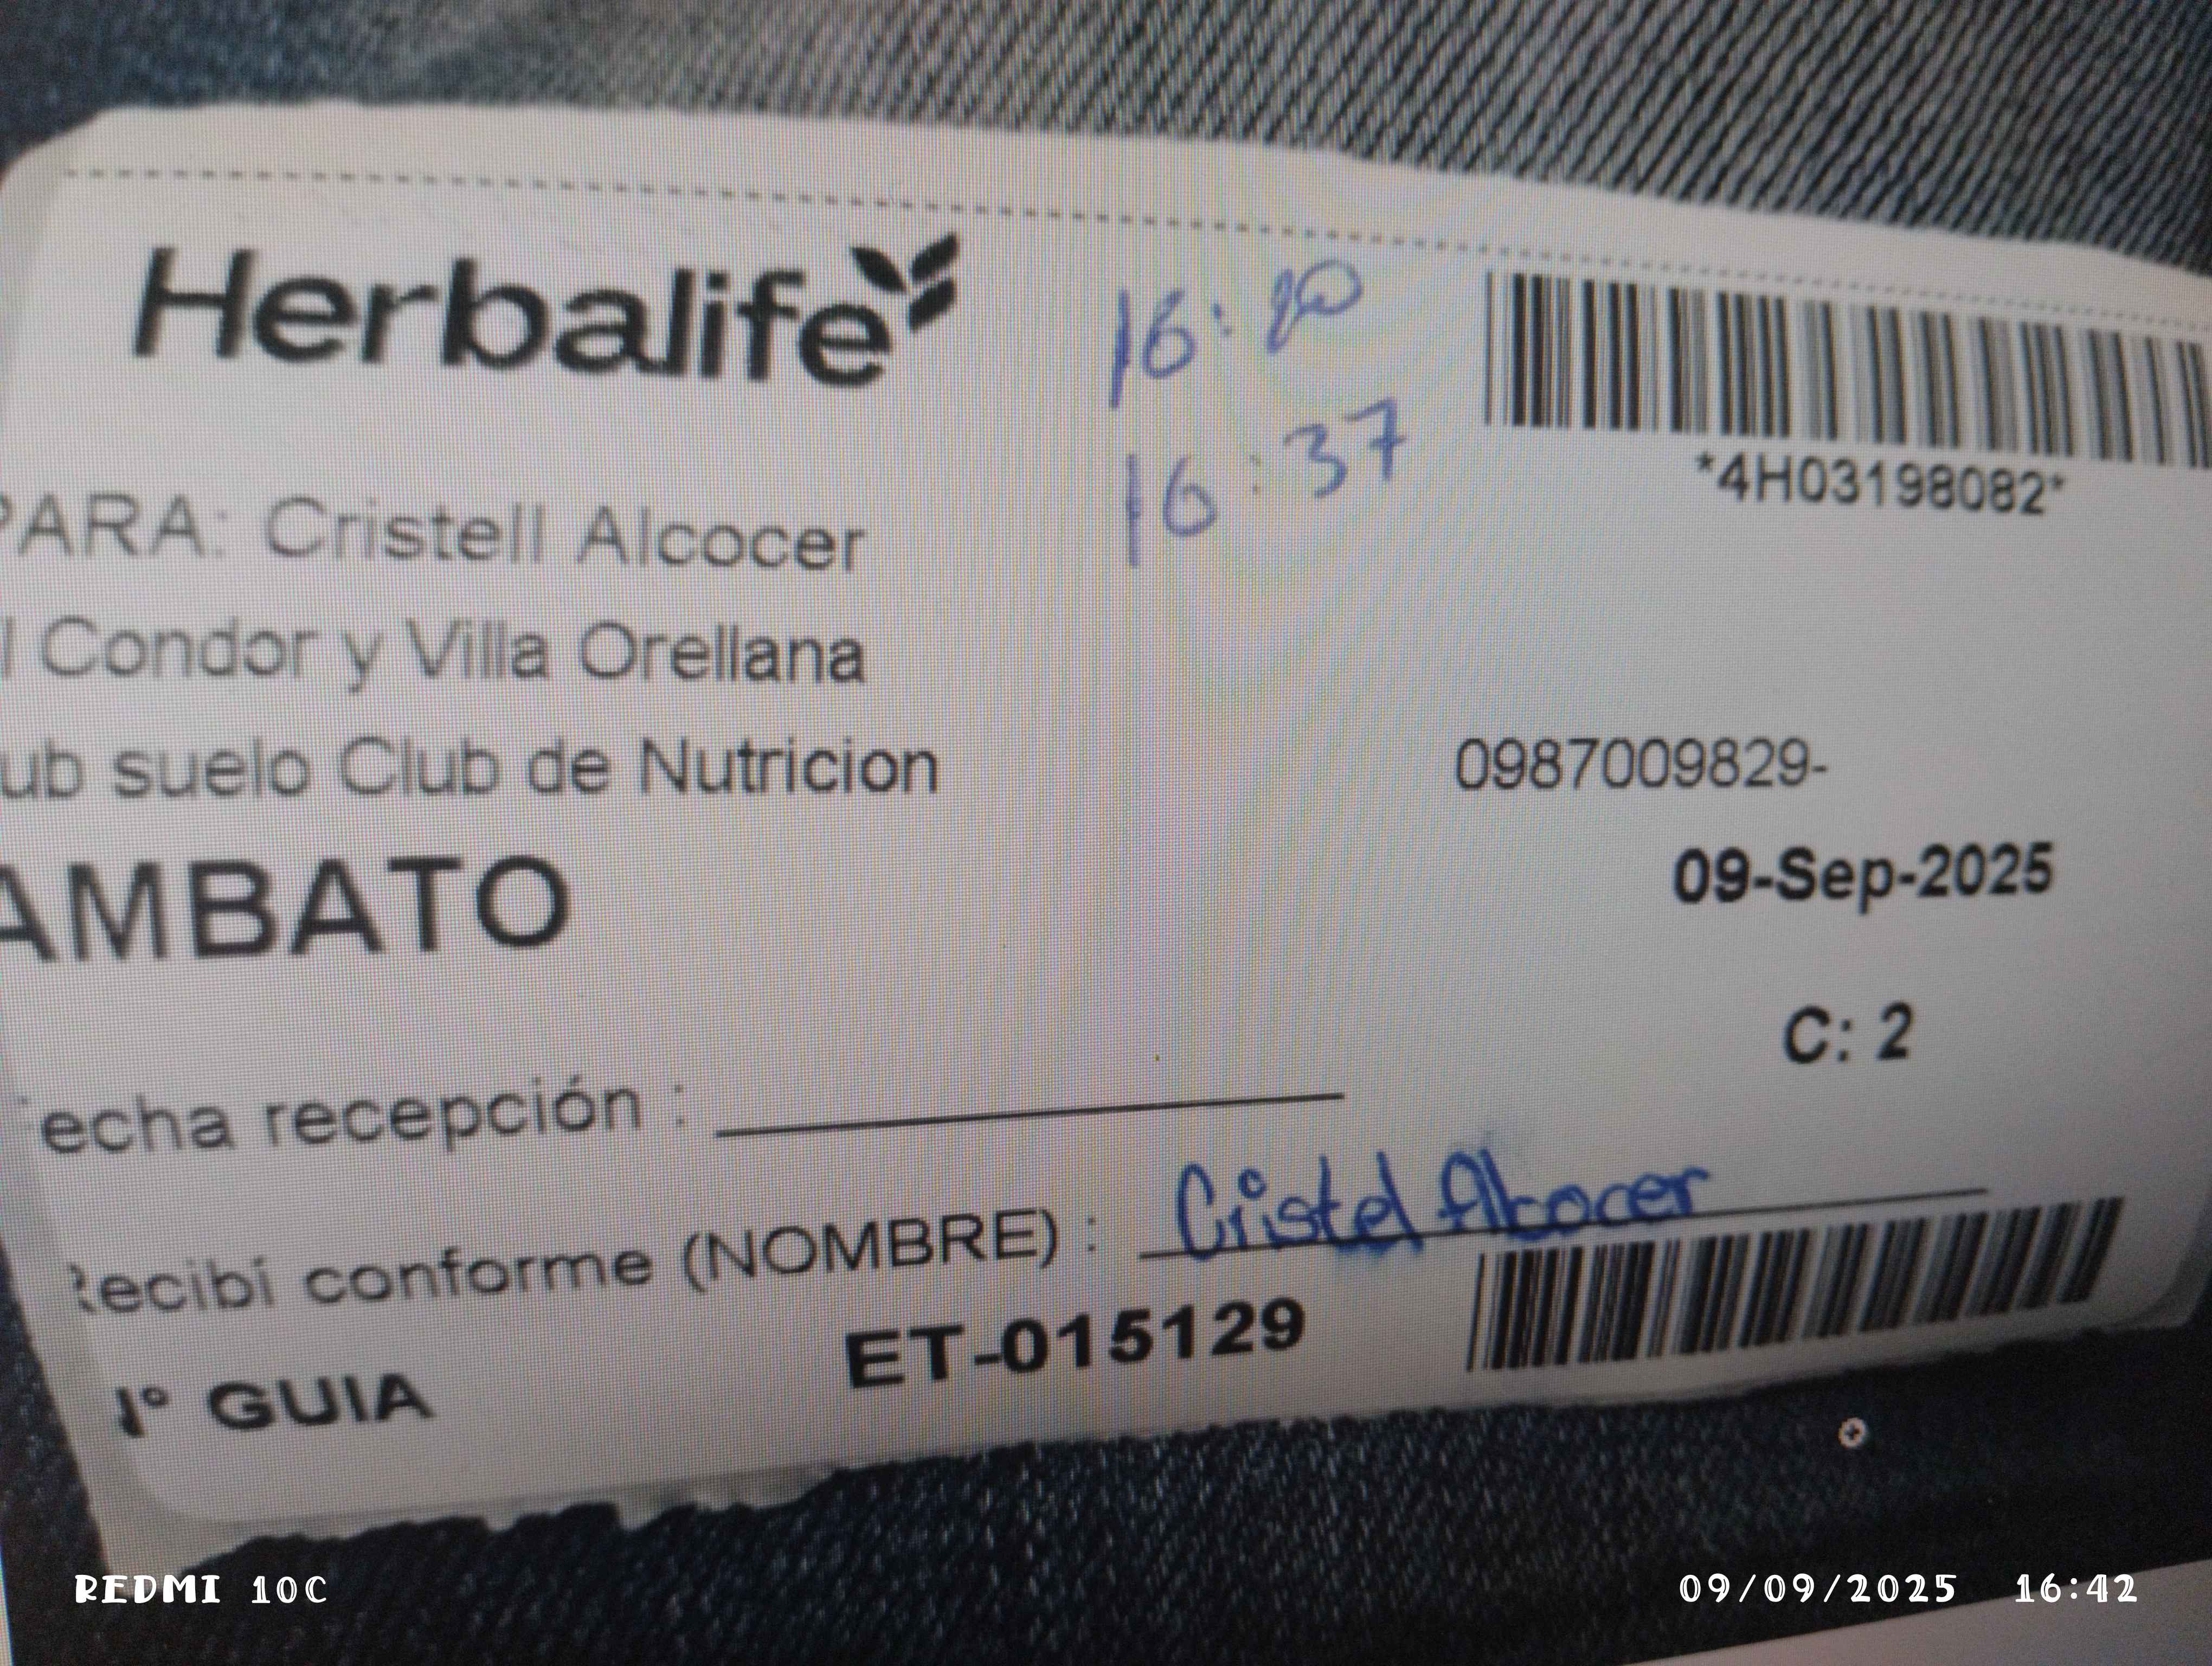 Herbalife
16:20
16:37
*4H03198082*
PARA: Cristell Alcocer
l Condor y Villa Orellana
ub suelo Club de Nutricion
0987009829-
AMBATO
09-Sep-2025
C: 2
echa recepción :
Recibí conforme (NOMBRE) : Cristel Alcocer
N° GUIA ET-015129
REDMI 10C
09/09/2025 16:42